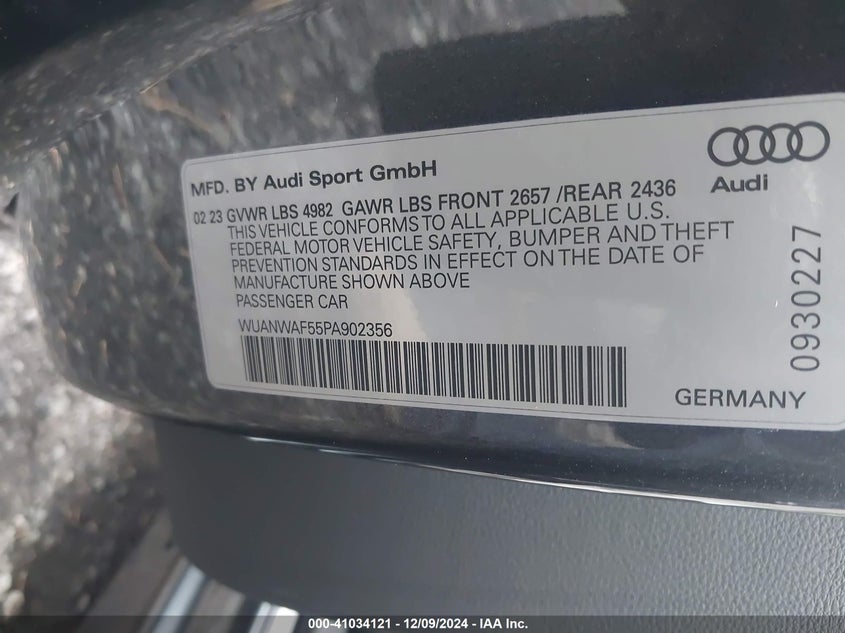 MFD. BY Audi Sport GmbH
Audi
02 23 GVWR LBS 4982 GAWR LBS FRONT 2657 /REAR 2436
THIS VEHICLE CONFORMS TO ALL APPLICABLE U.S.
FEDERAL MOTOR VEHICLE SAFETY, BUMPER AND THEFT
PREVENTION STANDARDS IN EFFECT ON THE DATE OF
MANUFACTURE SHOWN ABOVE
PASSENGER CAR
WUANWAF55PA902356
0930227
GERMANY
000-41034121 - 12/09/2024 - IAA Inc.